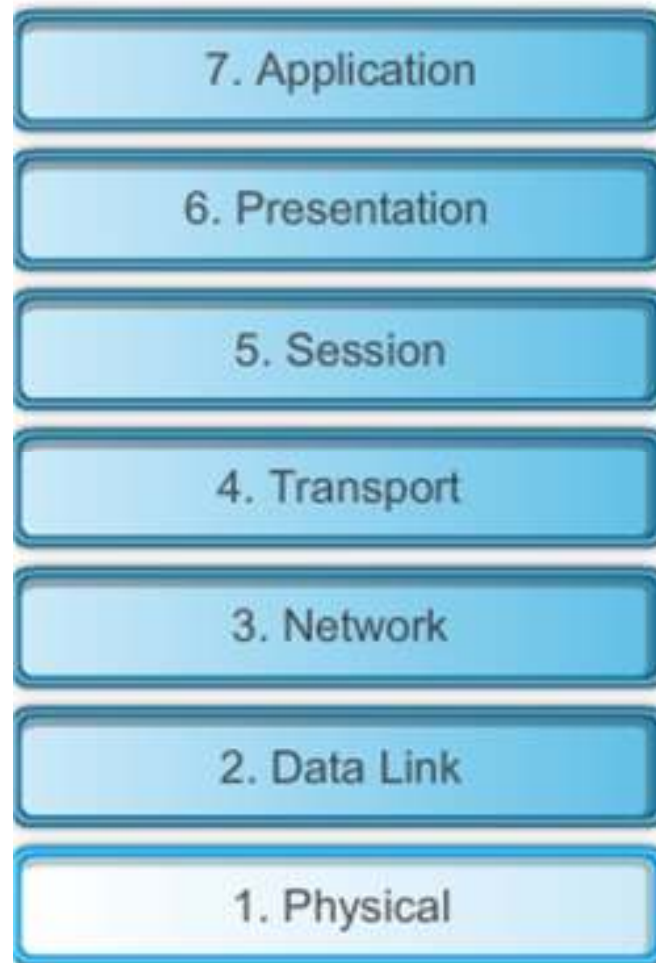 7. Application
6. Presentation
5. Session
4. Transport
3. Network
2. Data Link
1. Physical